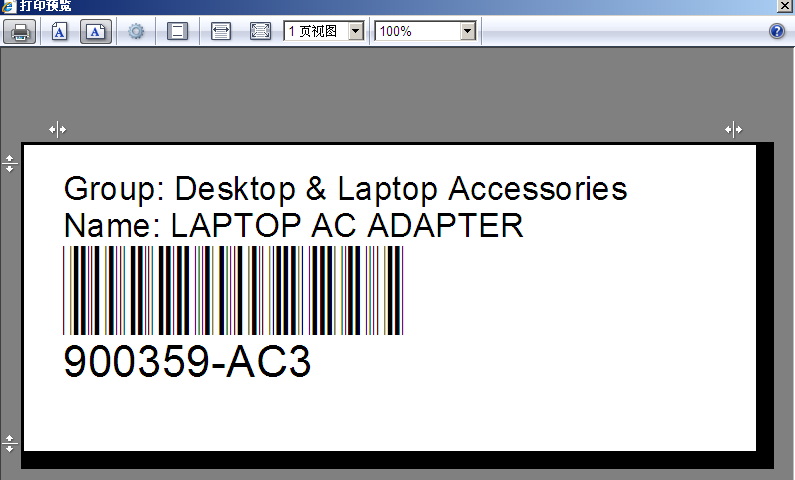 打印预览
1 页视图
100%
Group: Desktop & Laptop Accessories
Name: LAPTOP AC ADAPTER
900359-AC3